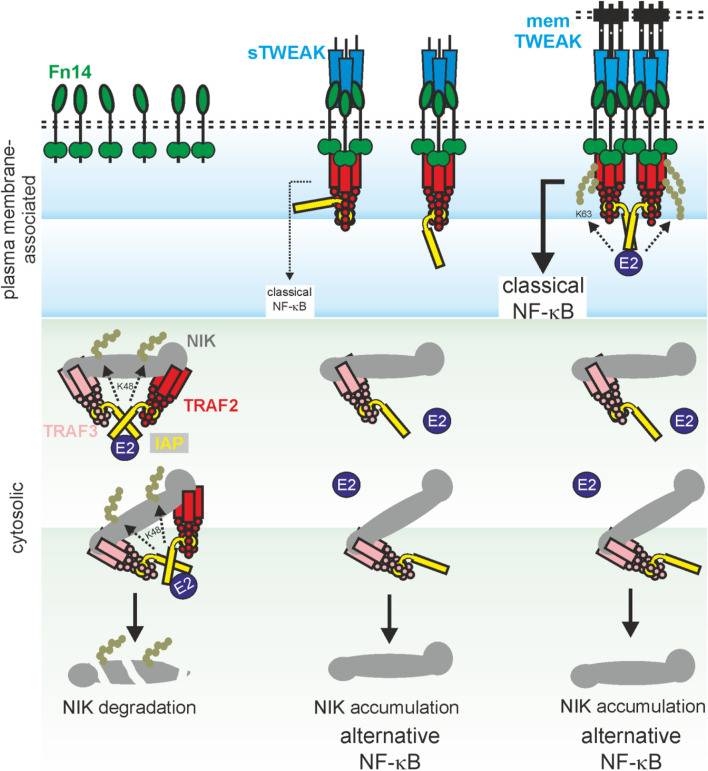 mem
TWEAK
sTWEAK
Fn14
plasma membrane-
associated
K63
E2
classical
NF-κB
classical
NF-κB
NIK
K48
TRAF2
TRAF3
E2
IAP
E2
E2
cytosolic
K48
E2
E2
E2
NIK degradation
NIK accumulation
NIK accumulation
alternative
NF-κB
alternative
NF-κB